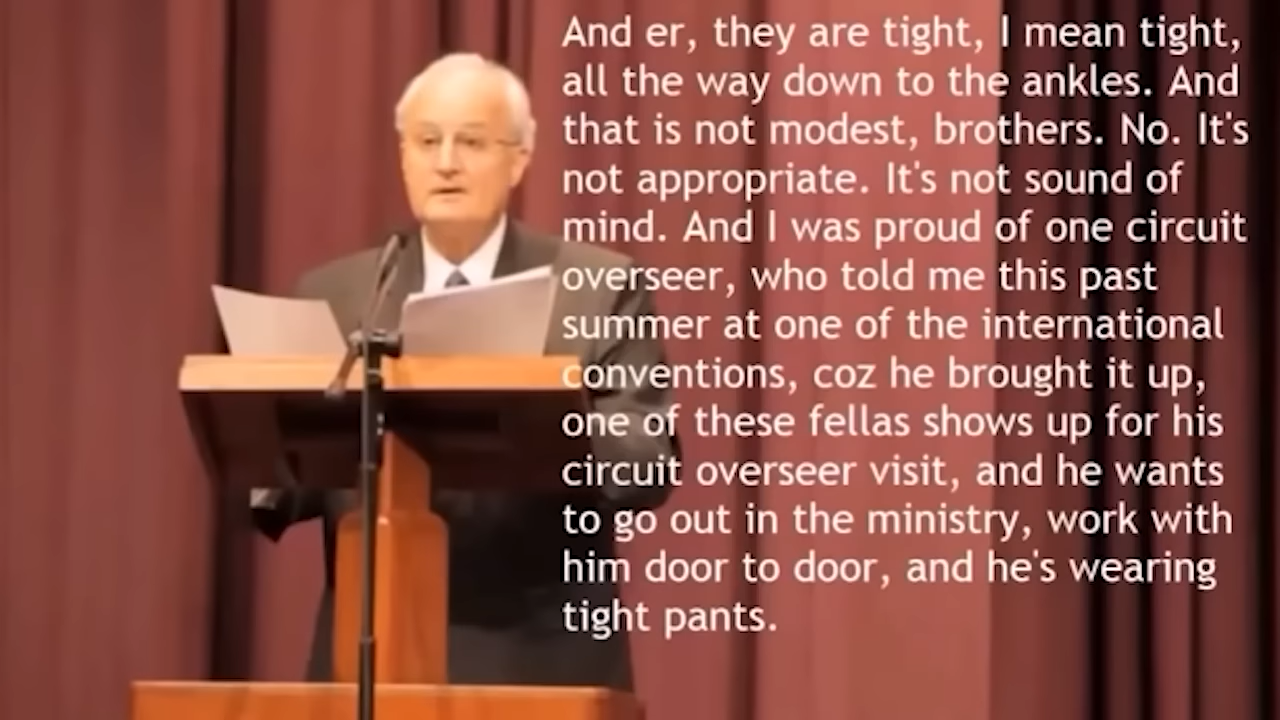 And er, they are tight, I mean tight,
all the way down to the ankles. And
that is not modest, brothers. No. It's
not appropriate. It's not sound of
mind. And I was proud of one circuit
overseer, who told me this past
summer at one of the international
conventions, coz he brought it up,
one of these fellas shows up for his
circuit overseer visit, and he wants
to go out in the ministry, work with
him door to door, and he's wearing
tight pants.